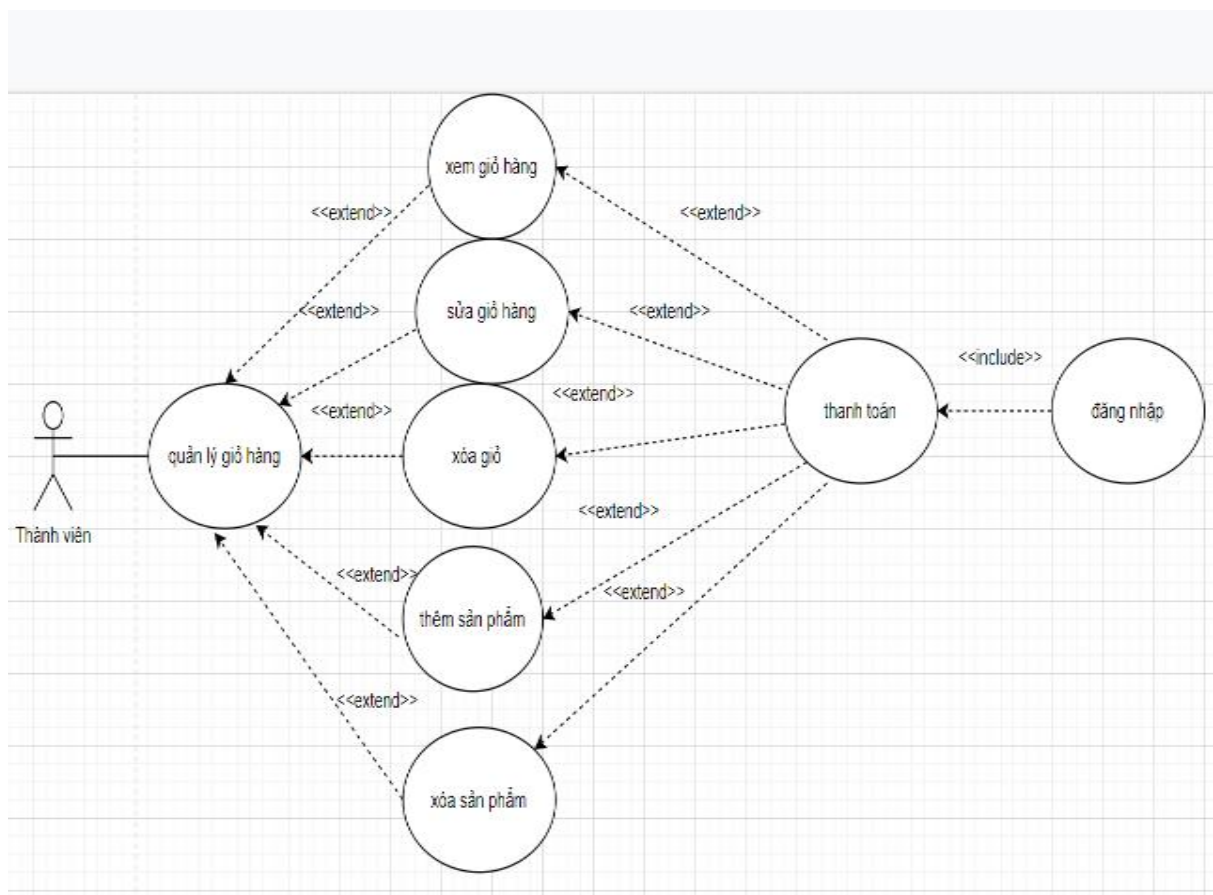 xem giỏ hàng
<<extend>>
<<extend>>
<<extend>>
sửa giỏ hàng
<<extend>>
<<include>>
<<extend>>
<<extend>>
thanh toán
đăng nhập
quản lý giỏ hàng
xóa giỏ
<<extend>>
Thành viên
<<extend>>
<<extend>>
thêm sản phẩm
<<extend>>
xóa sản phẩm